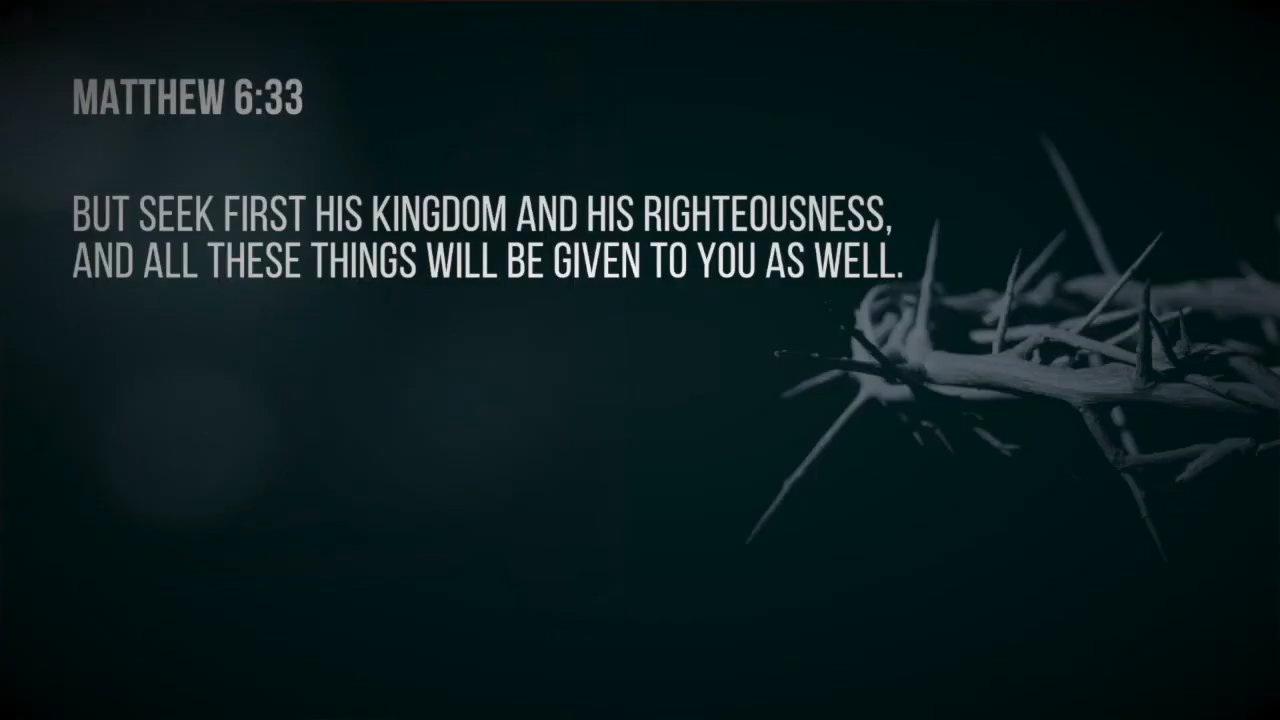 MATTHEW 6:33
BUT SEEK FIRST HIS KINGDOM AND HIS RIGHTEOUSNESS,
AND ALL THESE THINGS WILL BE GIVEN TO YOU AS WELL.